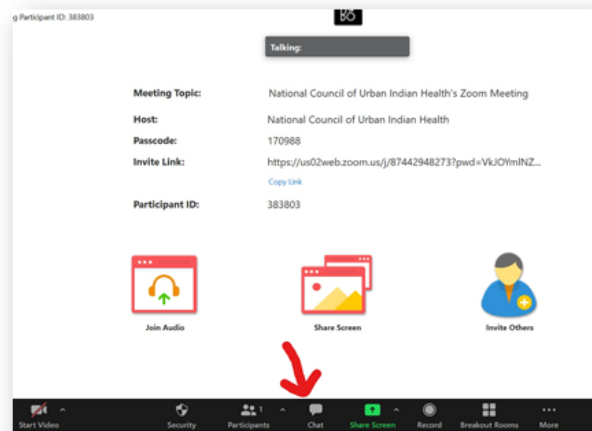 g Participant ID: 383803
Talking:
Meeting Topic: National Council of Urban Indian Health's Zoom Meeting
Host: National Council of Urban Indian Health
Passcode: 170988
Invite Link: https://us02web.zoom.us/j/87442948273?pwd=VkJOYmlNZ...
Copy Link
Participant ID: 383803
Join Audio Share Screen Invite Others
1
Start Video Security Participants Chat Share Screen Record Breakout Rooms More